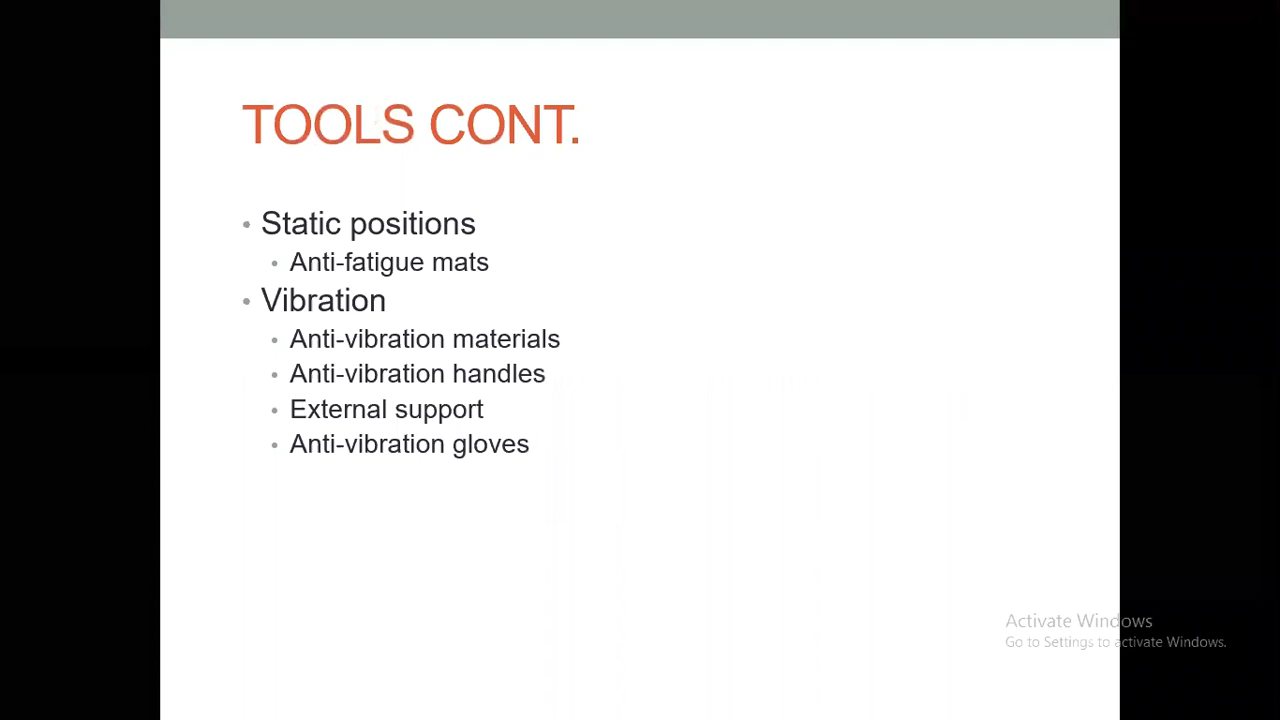 TOOLS CONT.
• Static positions
• Anti-fatigue mats
• Vibration
• Anti-vibration materials
• Anti-vibration handles
• External support
• Anti-vibration gloves
Activate Windows
Go to Settings to activate Windows.